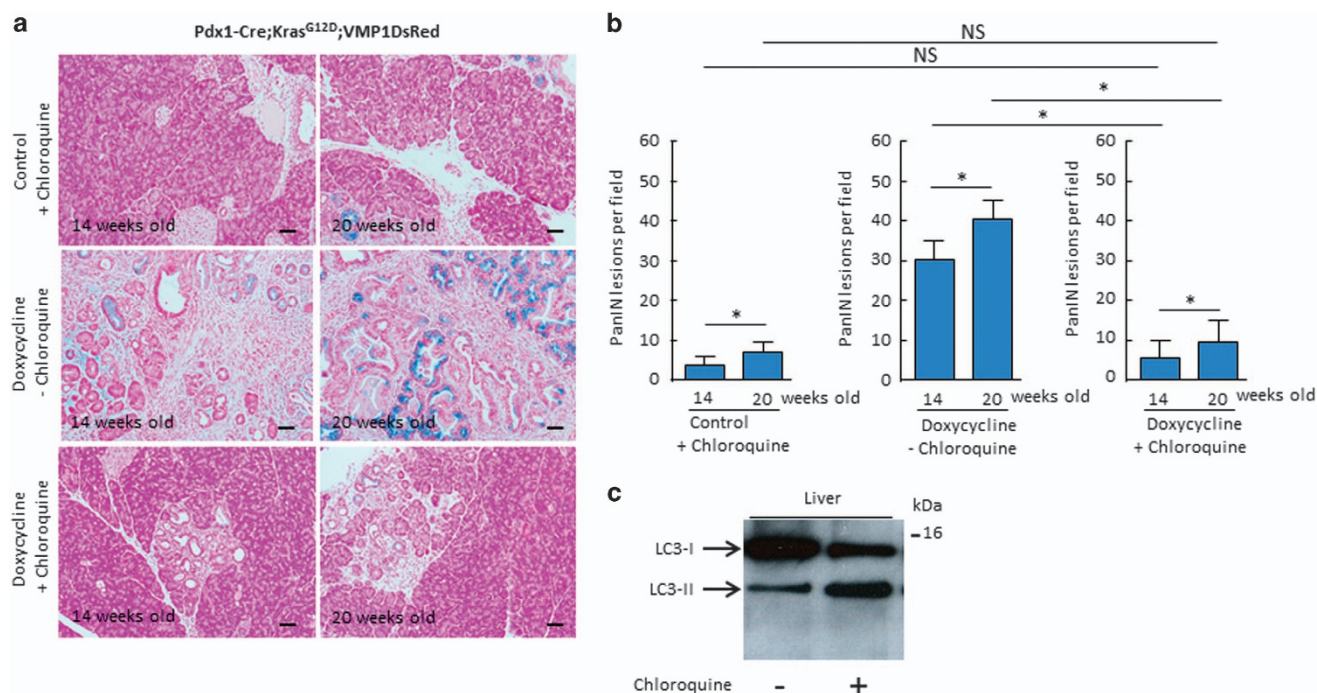 a
Pdx1-Cre;KrasG12D;VMP1DsRed
Control
+ Chloroquine
14 weeks old
20 weeks old
Doxycycline
- Chloroquine
14 weeks old
20 weeks old
Doxycycline
+ Chloroquine
14 weeks old
20 weeks old
b
NS
NS
*
*
PanIN lesions per field
60
50
40
30
20
10
0
*
14 20 weeks old
Control
+ Chloroquine
PanIN lesions per field
60
50
40
30
20
10
0
*
14 20 weeks old
Doxycycline
- Chloroquine
PanIN lesions per field
60
50
40
30
20
10
0
*
14 20 weeks old
Doxycycline
+ Chloroquine
c
Liver
kDa
16
LC3-I
LC3-II
Chloroquine - +